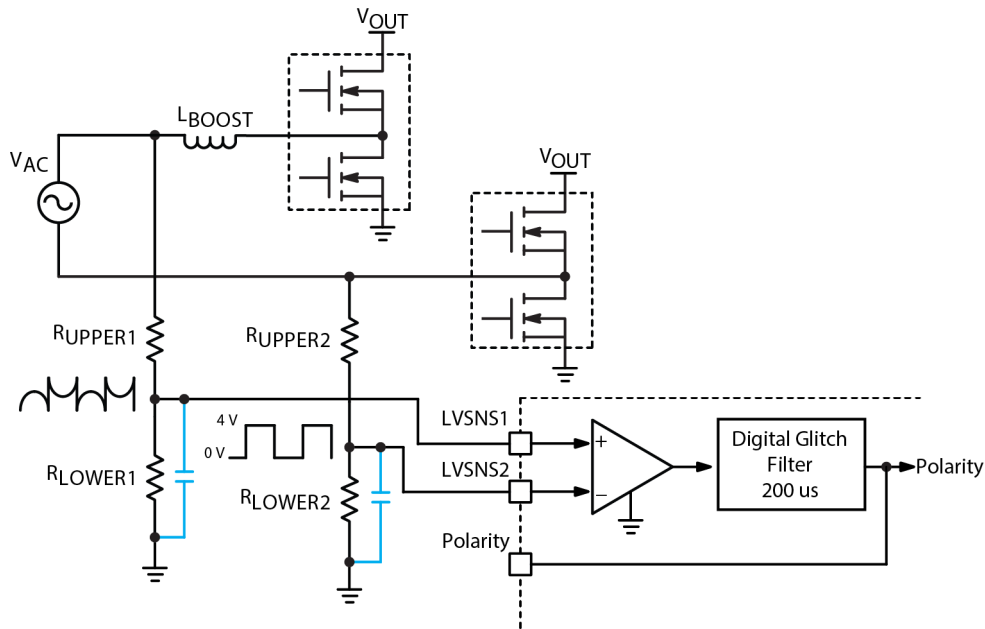 VOUT
LBOOST
VAC
VOUT
RUPPER1
RUPPER2
4 V
0 V
RLOWER1
RLOWER2
LVSNS1
LVSNS2
Polarity
+
−
Digital Glitch
Filter
200 us
Polarity